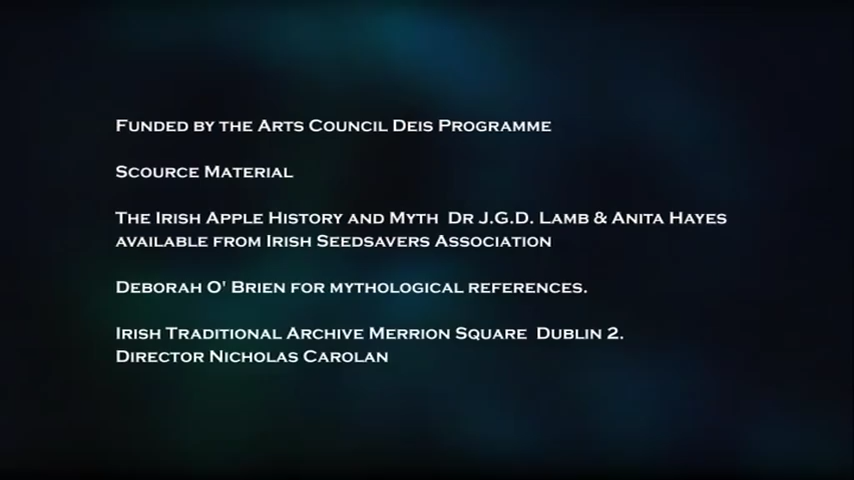 Funded by the Arts Council Deis Programme
Scource Material
The Irish Apple History and Myth Dr J.G.D. Lamb & Anita Hayes
available from Irish Seedsavers Association
Deborah O' Brien for mythological references.
Irish Traditional Archive Merrion Square Dublin 2.
Director Nicholas Carolan